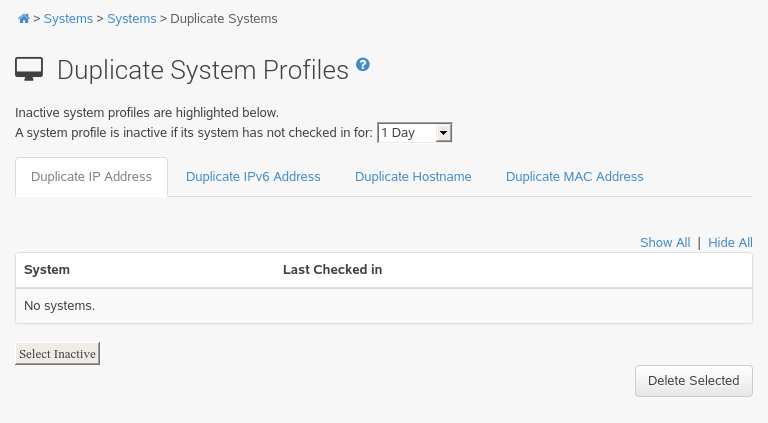 > Systems > Systems > Duplicate Systems
Duplicate System Profiles ?
Inactive system profiles are highlighted below.
A system profile is inactive if its system has not checked in for: 1 Day
Duplicate IP Address Duplicate IPv6 Address Duplicate Hostname Duplicate MAC Address
Show All | Hide All
System Last Checked in
No systems.
Select Inactive
Delete Selected